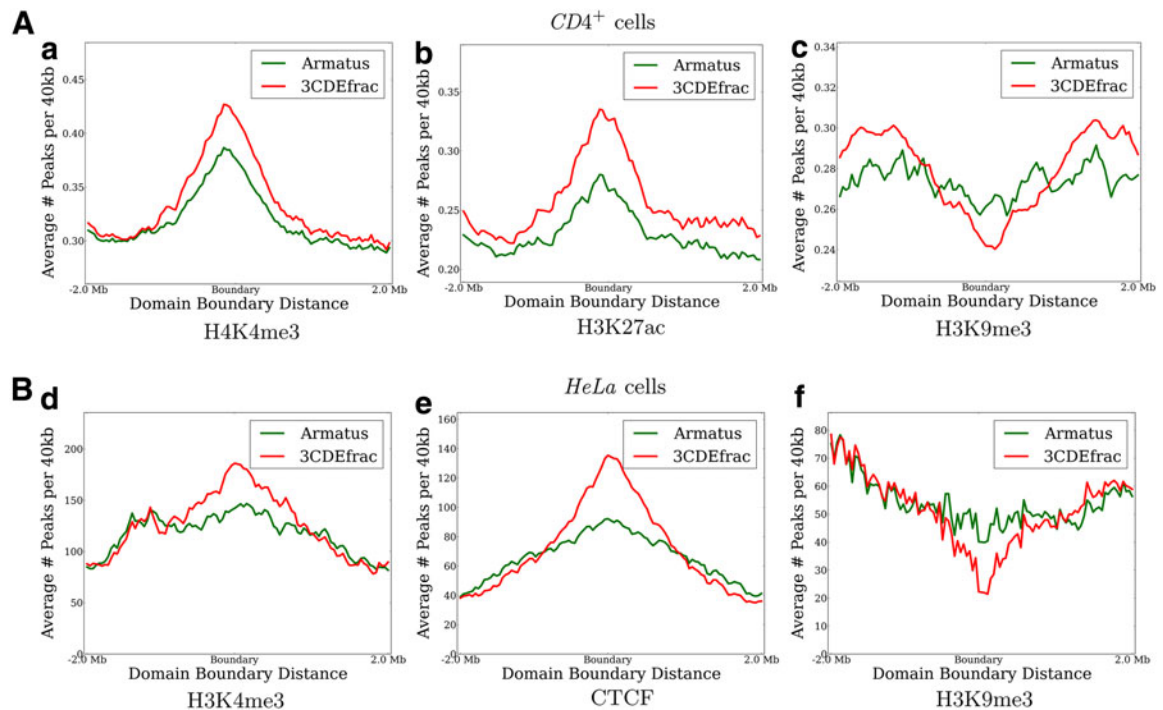 A
CD4+ cells
a
Armatus
3CDEfrac
Average # Peaks per 40kb
0.45
0.40
0.35
0.30
-2.0 Mb Boundary 2.0 Mb
Domain Boundary Distance
H4K4me3
b
Armatus
3CDEfrac
Average # Peaks per 40kb
0.35
0.30
0.25
0.20
-2.0 Mb Boundary 2.0 Mb
Domain Boundary Distance
H3K27ac
c
Armatus
3CDEfrac
Average # Peaks per 40kb
0.34
0.32
0.30
0.28
0.26
0.24
-2.0 Mb Boundary 2.0 Mb
Domain Boundary Distance
H3K9me3
B
HeLa cells
d
Armatus
3CDEfrac
Average # Peaks per 40kb
200
150
100
50
0
-2.0 Mb Boundary 2.0 Mb
Domain Boundary Distance
H3K4me3
e
Armatus
3CDEfrac
Average # Peaks per 40kb
160
140
120
100
80
60
40
20
0
-2.0 Mb Boundary 2.0 Mb
Domain Boundary Distance
CTCF
f
Armatus
3CDEfrac
Average # Peaks per 40kb
80
70
60
50
40
30
20
10
0
-2.0 Mb Boundary 2.0 Mb
Domain Boundary Distance
H3K9me3